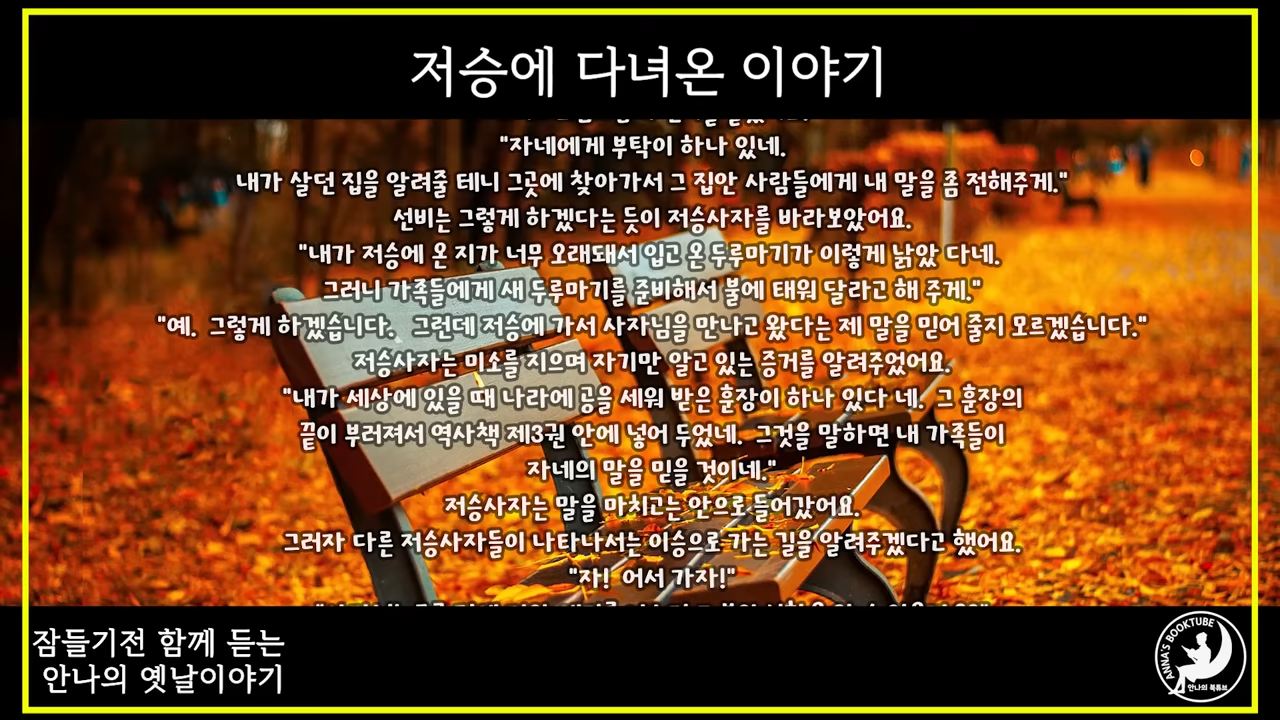 저승에 다녀온 이야기
"자네에게 부탁이 하나 있네.
내가 살던 집을 알려줄 테니 그곳에 찾아가서 그 집안 사람들에게 내 말을 좀 전해주게."
선비는 그렇게 하겠다는 듯이 저승사자를 바라보았어요.
"내가 저승에 온 지가 너무 오래돼서 입고 온 두루마기가 이렇게 낡았 다네.
그러니 가족들에게 새 두루마기를 준비해서 불에 태워 달라고 해 주게."
"예. 그렇게 하겠습니다. 그런데 저승에 가서 사자님을 만나고 왔다는 제 말을 믿어 줄지 모르겠습니다."
저승사자는 미소를 지으며 자기만 알고 있는 증거를 알려주었어요.
"내가 세상에 있을 때 나라에 공을 세워 받은 훈장이 하나 있다 네. 그 훈장의
끝이 부러져서 역사책 제3권 안에 넣어 두었네. 그것을 말하면 내 가족들이
자네의 말을 믿을 것이네."
저승사자는 말을 마치고는 안으로 들어갔어요.
그러자 다른 저승사자들이 나타나서는 이승으로 가는 길을 알려주겠다고 했어요.
"자! 어서 가자!"
잠들기전 함께 듣는
안나의 옛날이야기
ANNA'S BOOKTUBE
안나의 북튜브